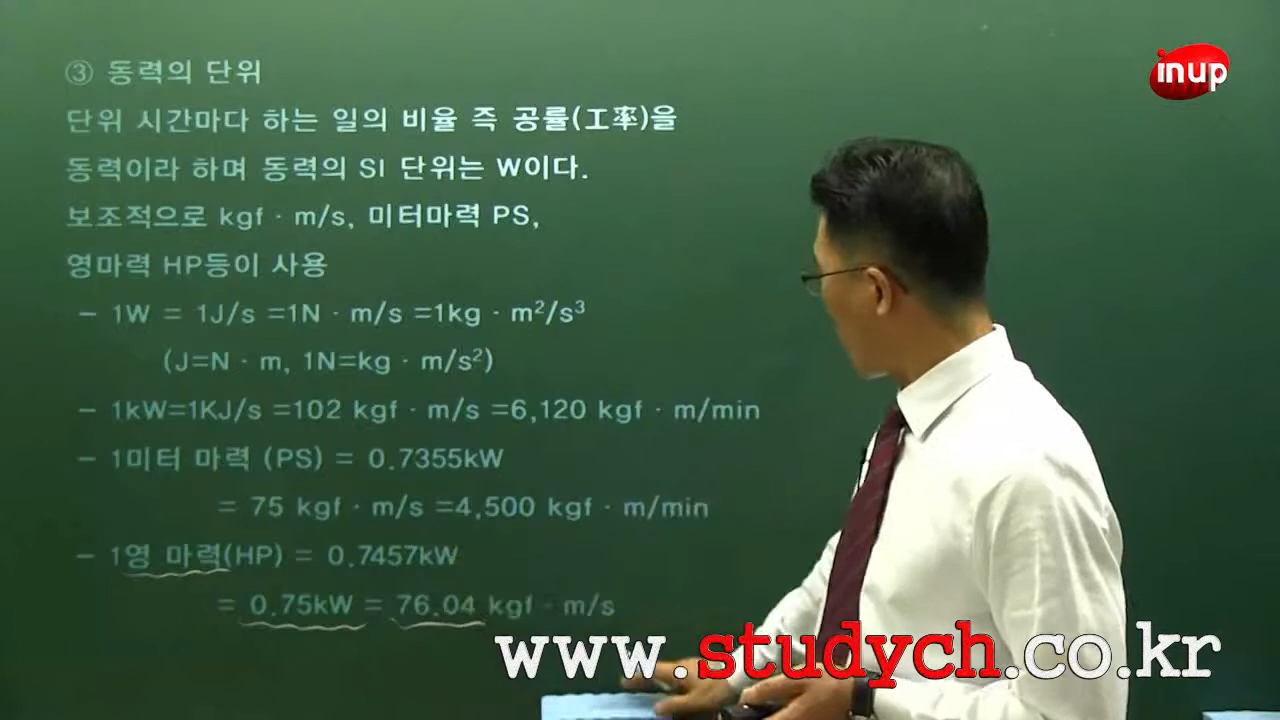 ③ 동력의 단위
inup
단위 시간마다 하는 일의 비율 즉 공률(工率)을
동력이라 하며 동력의 SI 단위는 W이다.
보조적으로 kgf · m/s, 미터마력 PS,
영마력 HP등이 사용
- 1W = 1J/s =1N · m/s =1kg · m²/s³
(J=N · m, 1N=kg · m/s²)
- 1kW=1KJ/s =102 kgf · m/s =6,120 kgf · m/min
- 1미터 마력 (PS) = 0.7355kW
= 75 kgf · m/s =4,500 kgf · m/min
- 1영 마력(HP) = 0.7457kW
= 0.75kW = 76.04 kgf · m/s
www.studych.co.kr